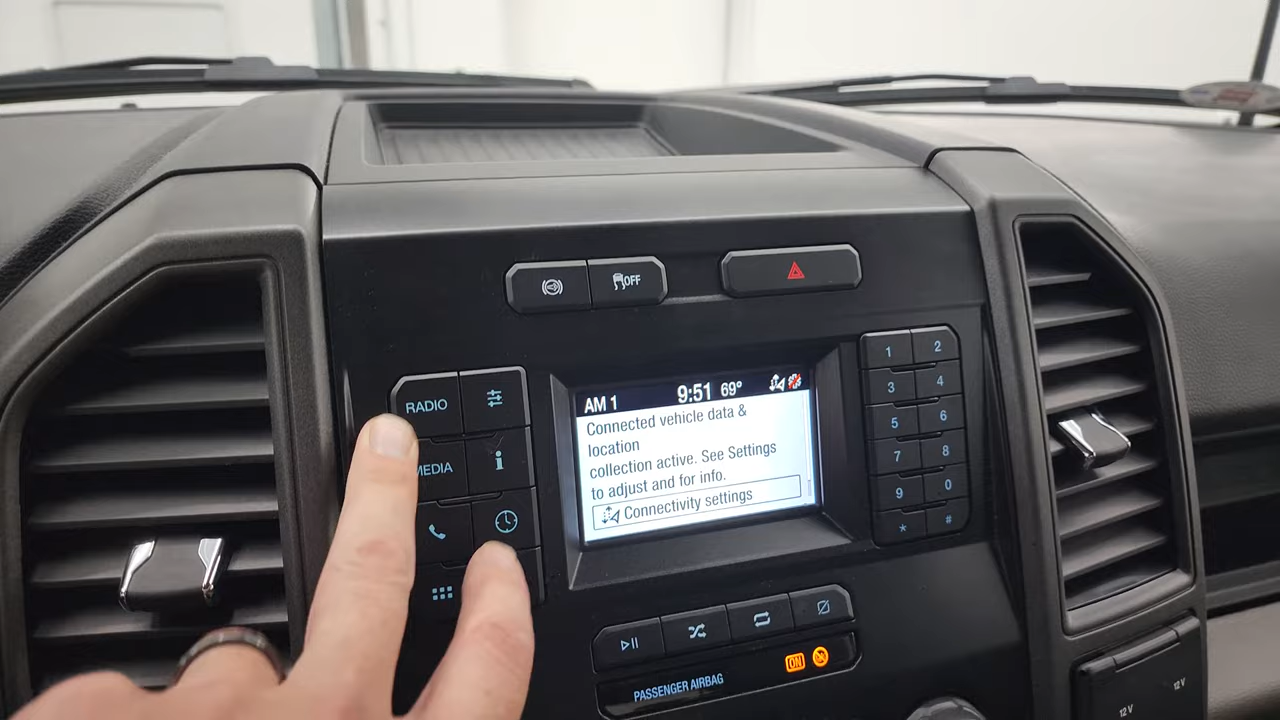 OFF
RADIO
MEDIA
AM 1 9:51 69°
Connected vehicle data &
location
collection active. See Settings
to adjust and for info.
Connectivity settings
1 2
3 4
5 6
7 8
9 0
* #
PASSENGER AIRBAG
ON
12 V
12 V